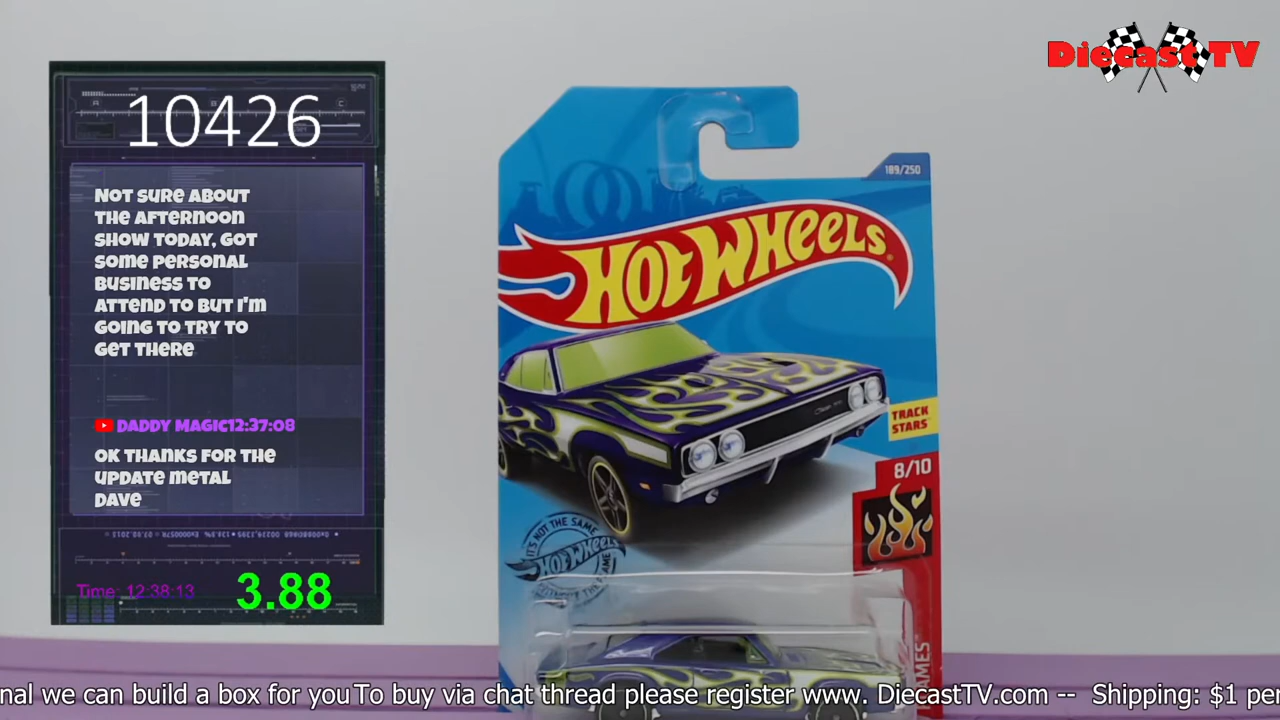 Diecast TV
10426
NOT SURE ABOUT
THE AFTERNOON
SHOW TODAY, GOT
SOME PERSONAL
BUSINESS TO
ATTEND TO BUT I'M
GOING TO TRY TO
GET THERE
DADDY MAGIC12:37:08
OK THANKS FOR THE
UPDATE METAL
DAVE
Time: 12:38:13
3.88
189/250
HOT WHEELS
TRACK
STARS
8/10
IT'S NOT THE SAME
HOT WHEELS
WITHOUT THE FLAME
nal we can build a box for you To buy via chat thread please register www. DiecastTV.com -- Shipping: $1 per